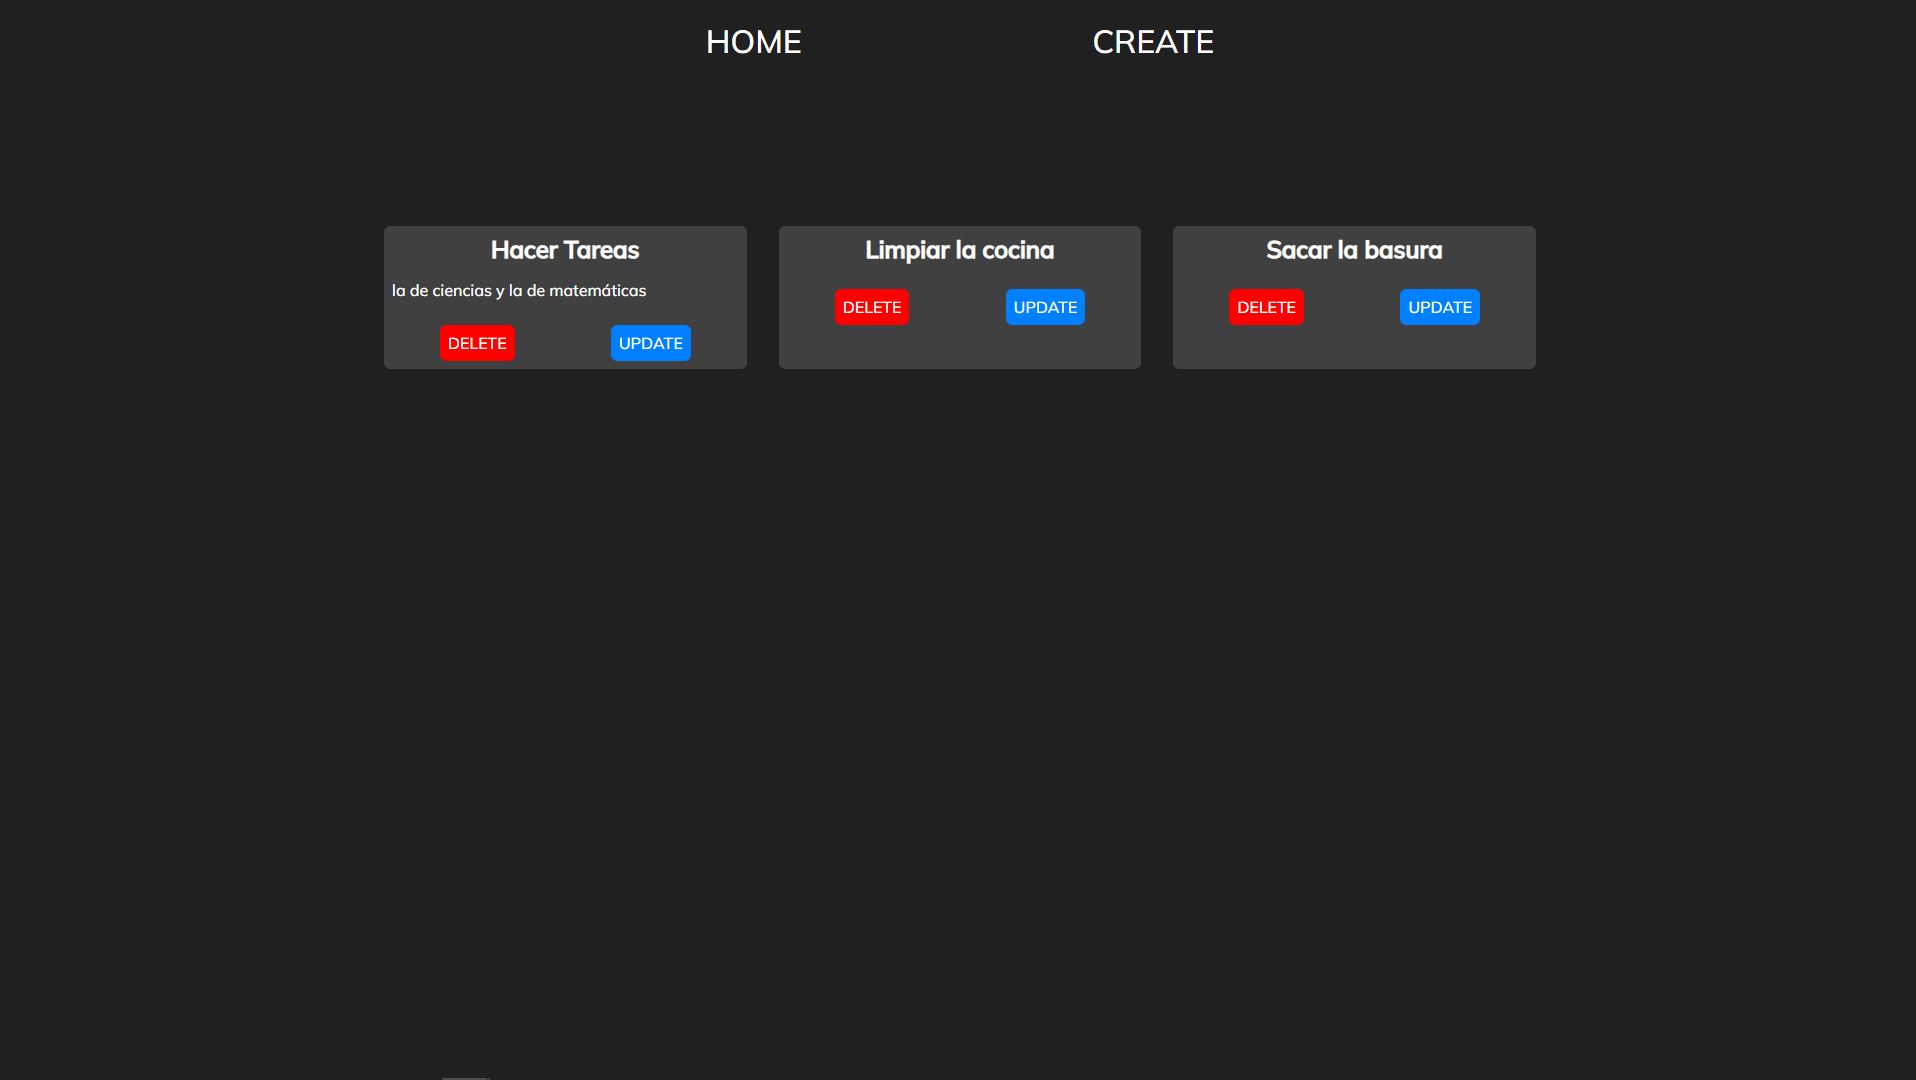 HOME CREATE
Hacer Tareas
la de ciencias y la de matemáticas
DELETE UPDATE
Limpiar la cocina
DELETE UPDATE
Sacar la basura
DELETE UPDATE